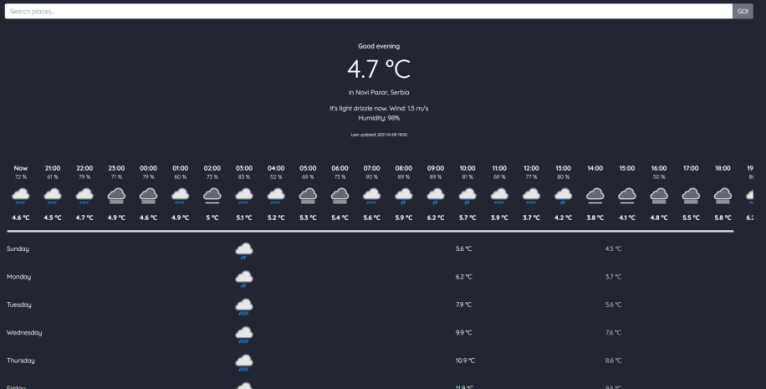 Search places... GO!
Good evening
4.7 °C
in Novi Pazar, Serbia
It's light drizzle now. Wind: 1.5 m/s
Humidity: 98%
Last updated: 2021-10-09 19:00
Now 21:00 22:00 23:00 00:00 01:00 02:00 03:00 04:00 05:00 06:00 07:00 08:00 09:00 10:00 11:00 12:00 13:00 14:00 15:00 16:00 17:00 18:00
72 % 61 % 79 % 71 % 79 % 60 % 73 % 83 % 52 % 69 % 73 % 90 % 89 % 89 % 81 % 69 % 77 % 80 % 50 %
4.6 °C 4.5 °C 4.7 °C 4.9 °C 4.6 °C 4.9 °C 5 °C 5.1 °C 5.2 °C 5.3 °C 5.4 °C 5.6 °C 5.9 °C 6.2 °C 5.7 °C 3.9 °C 3.7 °C 4.2 °C 3.8 °C 4.1 °C 4.8 °C 5.5 °C 5.8 °C
Sunday 5.6 °C 4.5 °C
Monday 6.2 °C 3.7 °C
Tuesday 7.9 °C 5.6 °C
Wednesday 9.9 °C 7.6 °C
Thursday 10.9 °C 8.6 °C
Friday 11.9 °C 9.6 °C